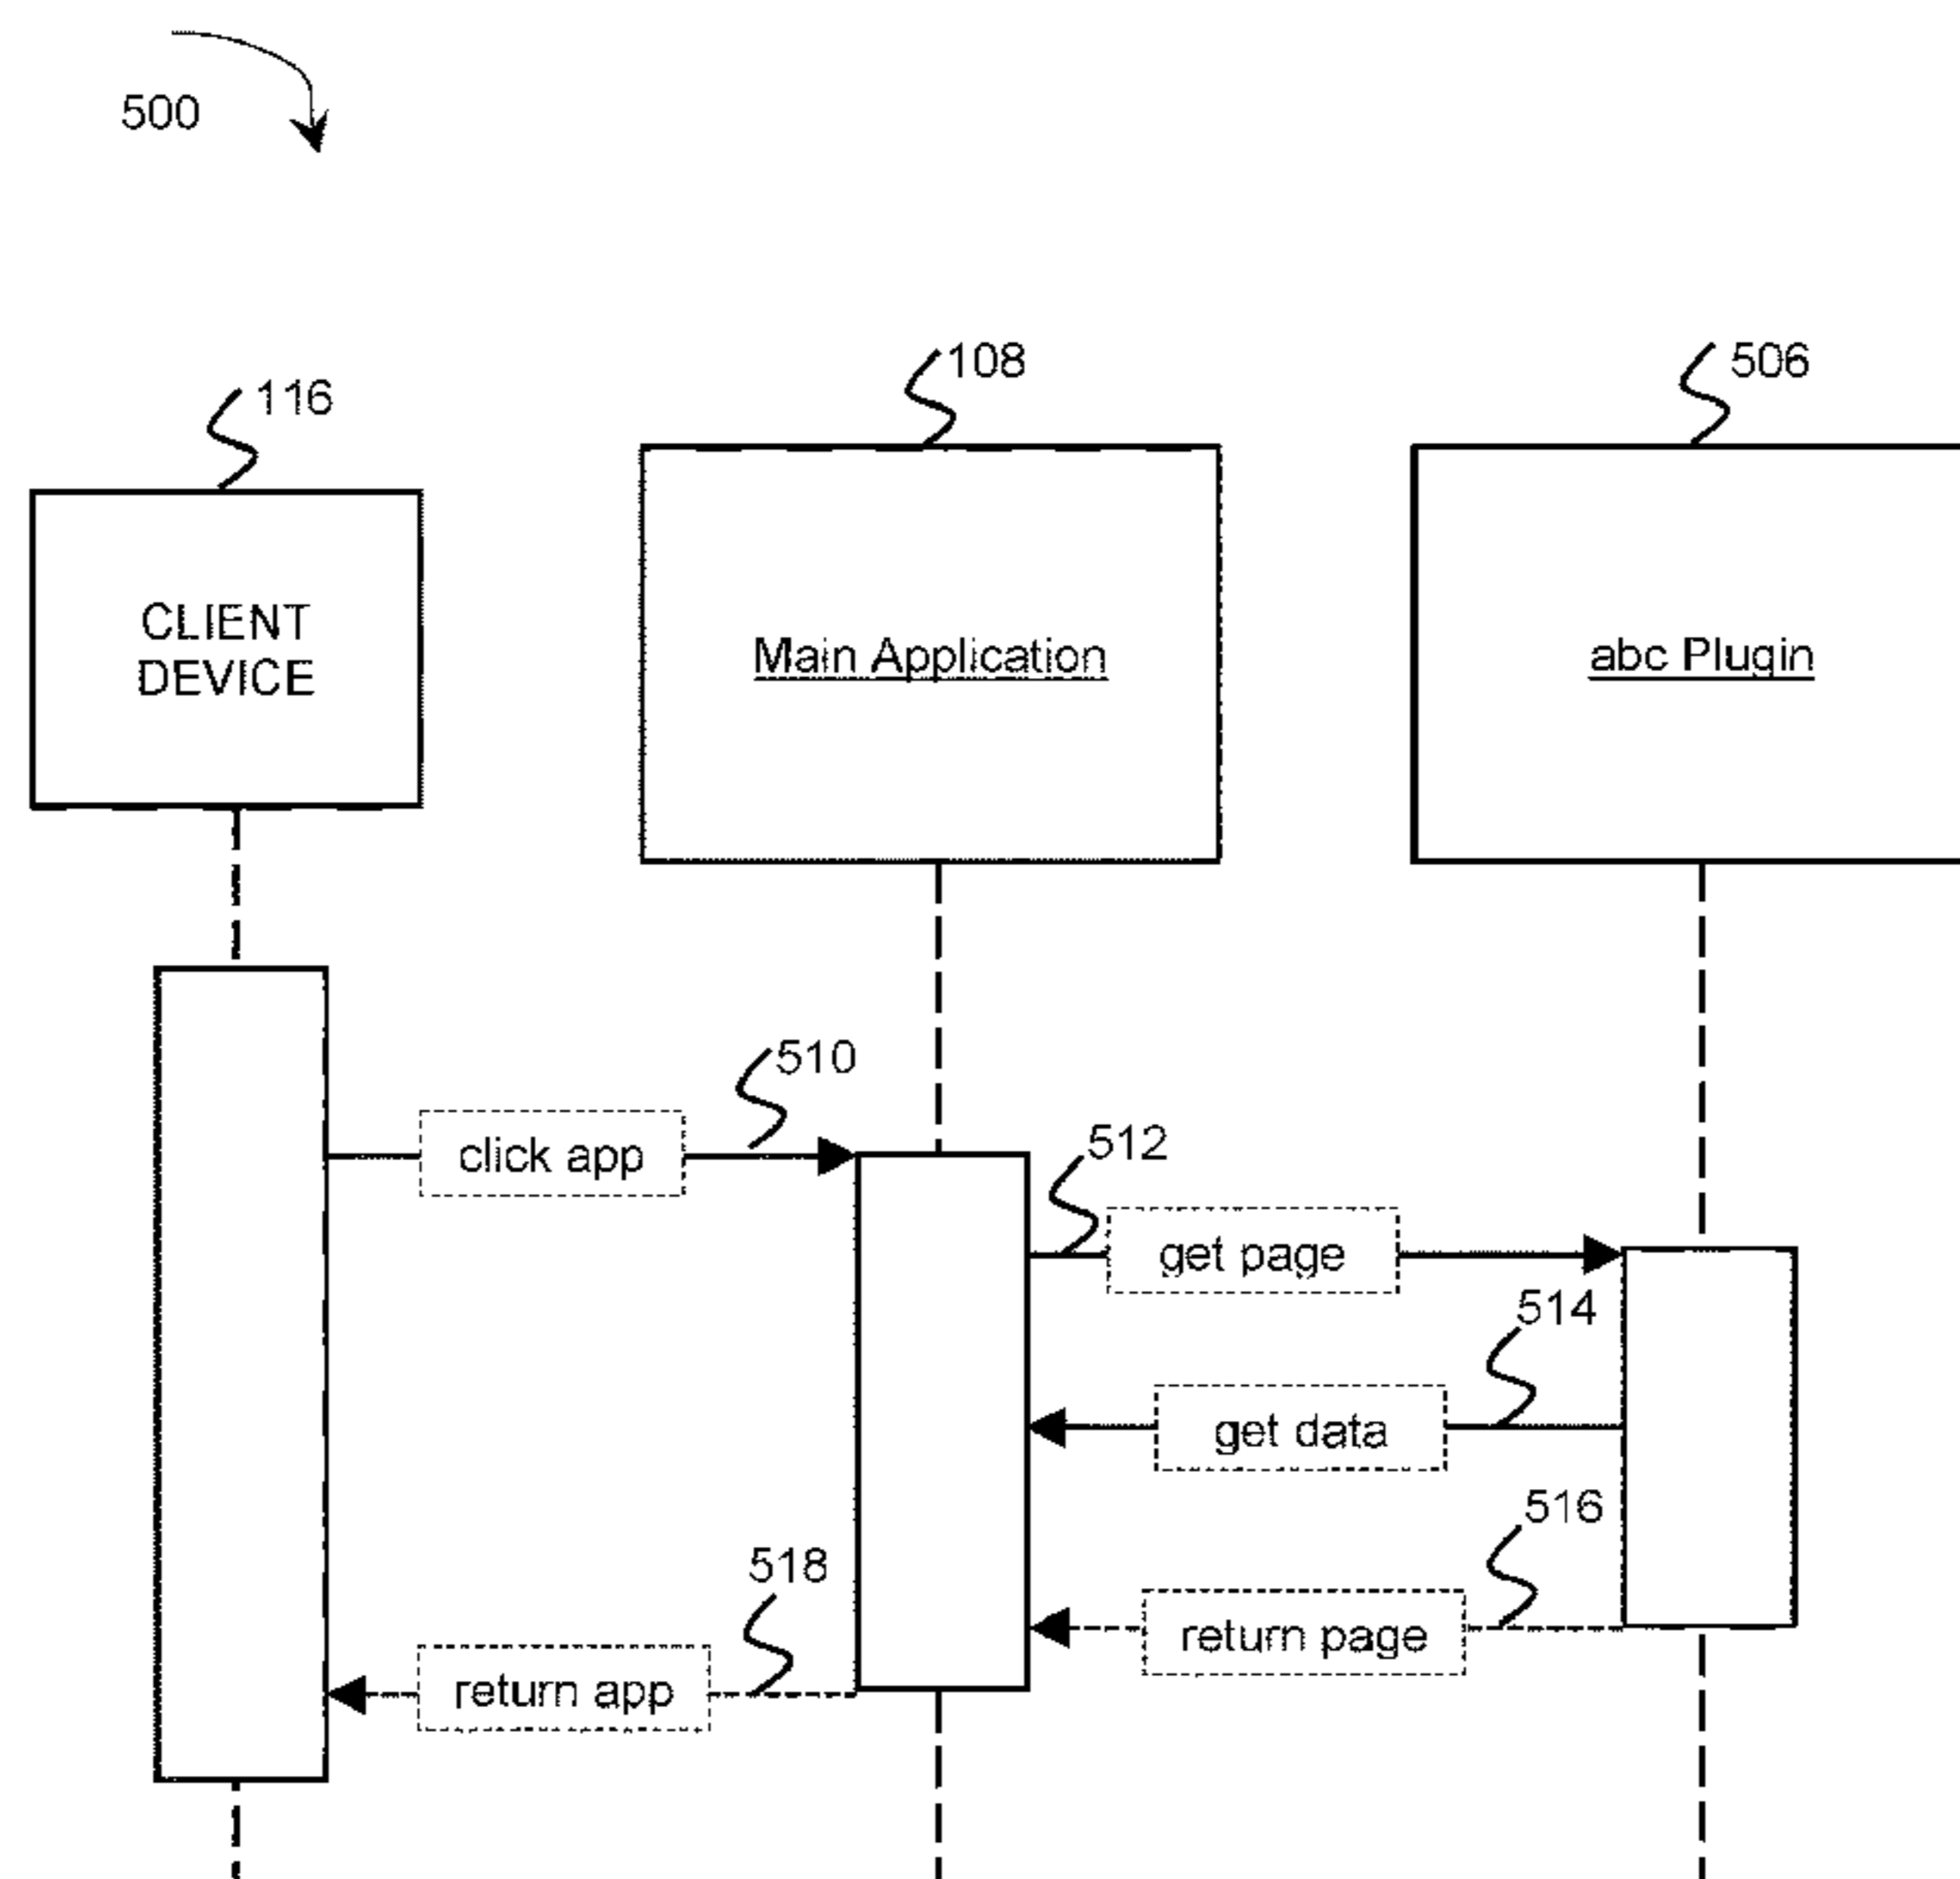 500
116
108
506
CLIENT
DEVICE
Main Application
abc Plugin
510
click app
512
get page
514
get data
516
return page
518
return app